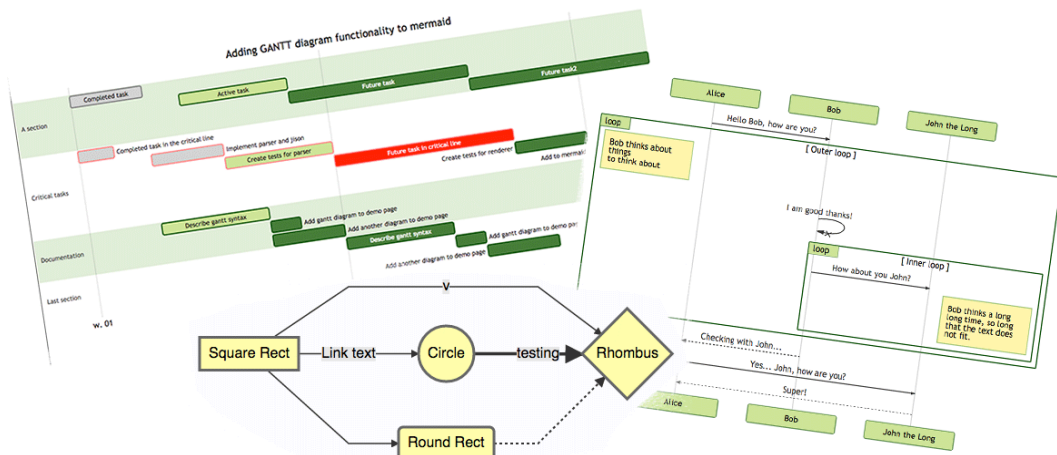 Adding GANTT diagram functionality to mermaid
A section
Completed task
Active task
Future task
Future task2
Critical tasks
Completed task in the critical line
Implement parser and jison
Create tests for parser
Future task in critical line
Create tests for renderer
Add to mermaid
Documentation
Describe gantt syntax
Add gantt diagram to demo page
Add another diagram to demo page
Last section
Describe gantt syntax
Add gantt diagram to demo pag
Add another diagram to demo page
w. 01
Square Rect
Link text
Circle
testing
Rhombus
V
Round Rect
Alice
Bob
John the Long
Hello Bob, how are you?
loop
[ Outer loop ]
Bob thinks about
things
to think about
I am good thanks!
loop
[ Inner loop ]
How about you John?
Bob thinks a long
long time, so long
that the text does
not fit.
Checking with John...
Yes... John, how are you?
Super!
Alice
Bob
John the Long